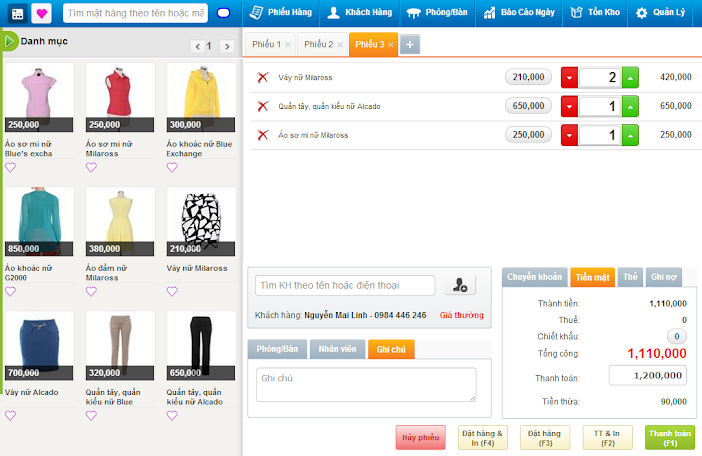 Tìm mặt hàng theo tên hoặc mã
Phiếu Hàng
Khách Hàng
Phòng/Bàn
Báo Cáo Ngày
Tồn Kho
Quản Lý
Danh mục
1
Phiếu 1
Phiếu 2
Phiếu 3
250,000
250,000
300,000
Áo sơ mi nữ
Blue's excha
Áo sơ mi nữ
Milaross
Áo khoác nữ Blue
Exchange
850,000
380,000
210,000
Áo khoác nữ
G2000
Áo đầm nữ
Milaross
Váy nữ Milaross
700,000
320,000
650,000
Váy nữ Alcado
Quần tây, quần
kiểu nữ Blue
Quần tây, quần
kiểu nữ Alcado
Váy nữ Milaross
210,000
2
420,000
Quần tây, quần kiểu nữ Alcado
650,000
1
650,000
Áo sơ mi nữ Milaross
250,000
1
250,000
Tìm KH theo tên hoặc điện thoại
Khách hàng: Nguyễn Mai Linh - 0984 446 246
Giá thường
Phòng/Bàn
Nhân viên
Ghi chú
Ghi chú
Chuyển khoản
Tiền mặt
Thẻ
Ghi nợ
Thành tiền: 1,110,000
Thuế: 0
Chiết khấu: 0
Tổng cộng: 1,110,000
Thanh toán: 1,200,000
Tiền thừa: 90,000
Hủy phiếu
Đặt hàng &
In (F4)
Đặt hàng
(F3)
TT & In
(F2)
Thanh toán
(F1)